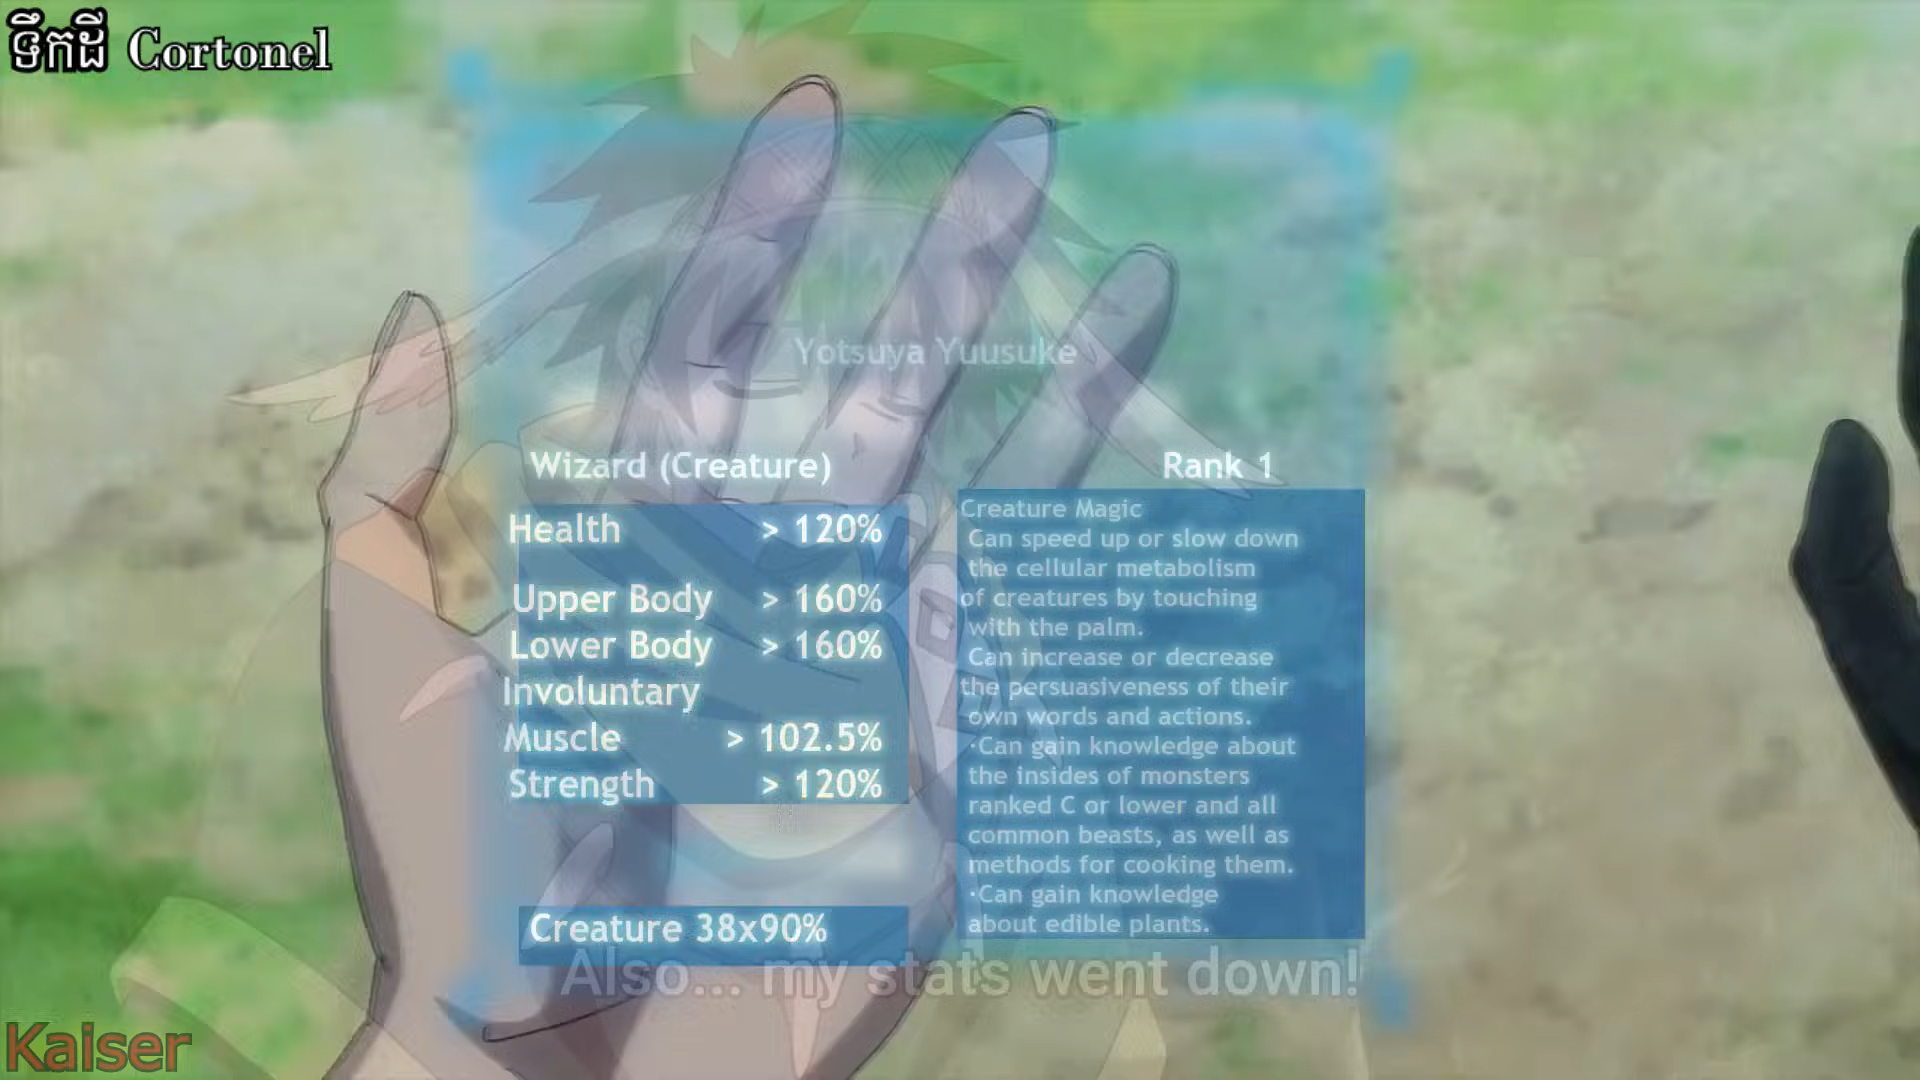 ទឹកដី Cortonel
Yotsuya Yuusuke
Wizard (Creature)
Rank 1
Health > 120%
Upper Body > 160%
Lower Body > 160%
Involuntary
Muscle > 102.5%
Strength > 120%
Creature 38x90%
Creature Magic
Can speed up or slow down
the cellular metabolism
of creatures by touching
with the palm.
Can increase or decrease
the persuasiveness of their
own words and actions.
·Can gain knowledge about
the insides of monsters
ranked C or lower and all
common beasts, as well as
methods for cooking them.
·Can gain knowledge
about edible plants.
Also... my stats went down!
Kaiser